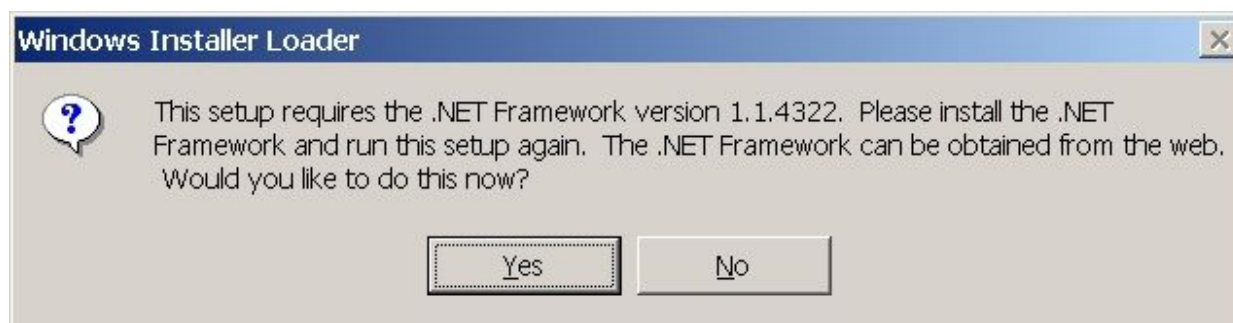 Windows Installer Loader
This setup requires the .NET Framework version 1.1.4322.  Please install the .NET
Framework and run this setup again.  The .NET Framework can be obtained from the web.
Would you like to do this now?
Yes
No